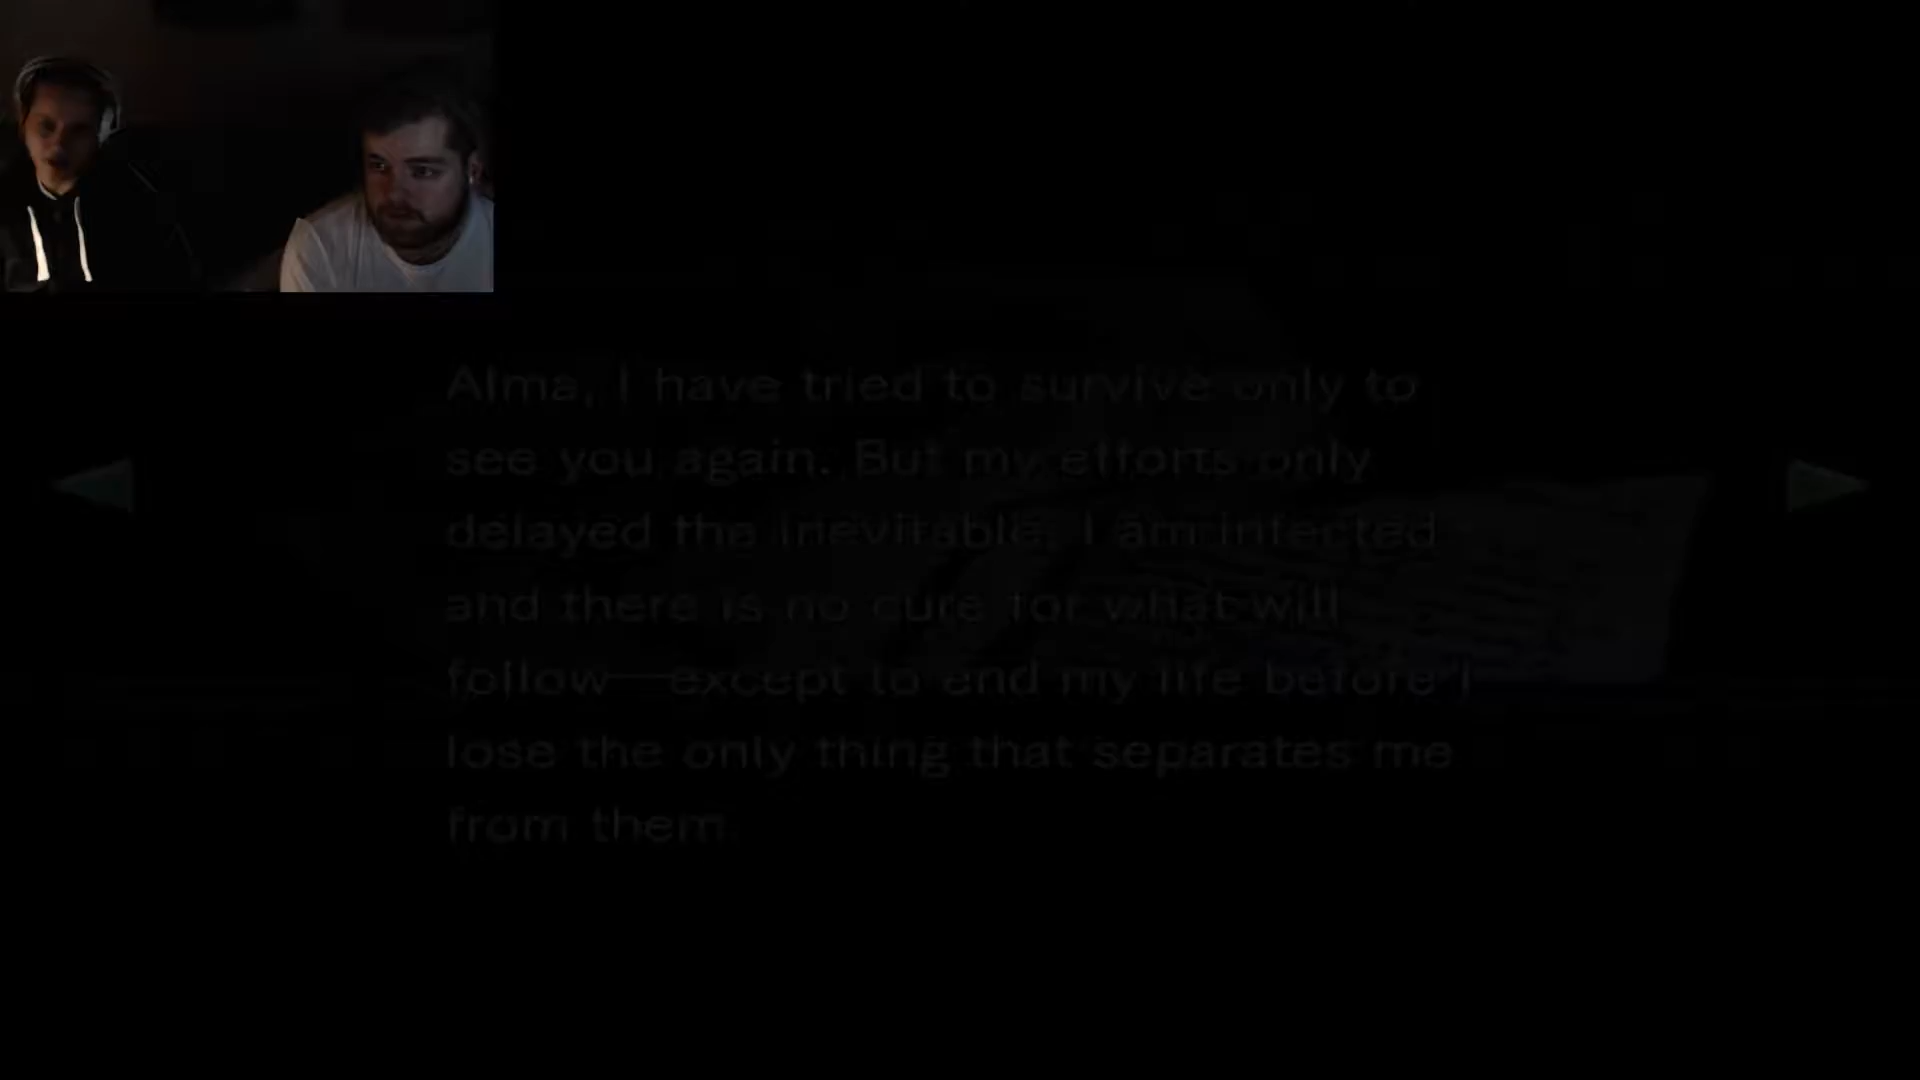 Alma, I have tried to survive only to
see you again. But my efforts only
delayed the inevitable. I am infected
and there is no cure for what will
follow—except to end my life before I
lose the only thing that separates me
from them.